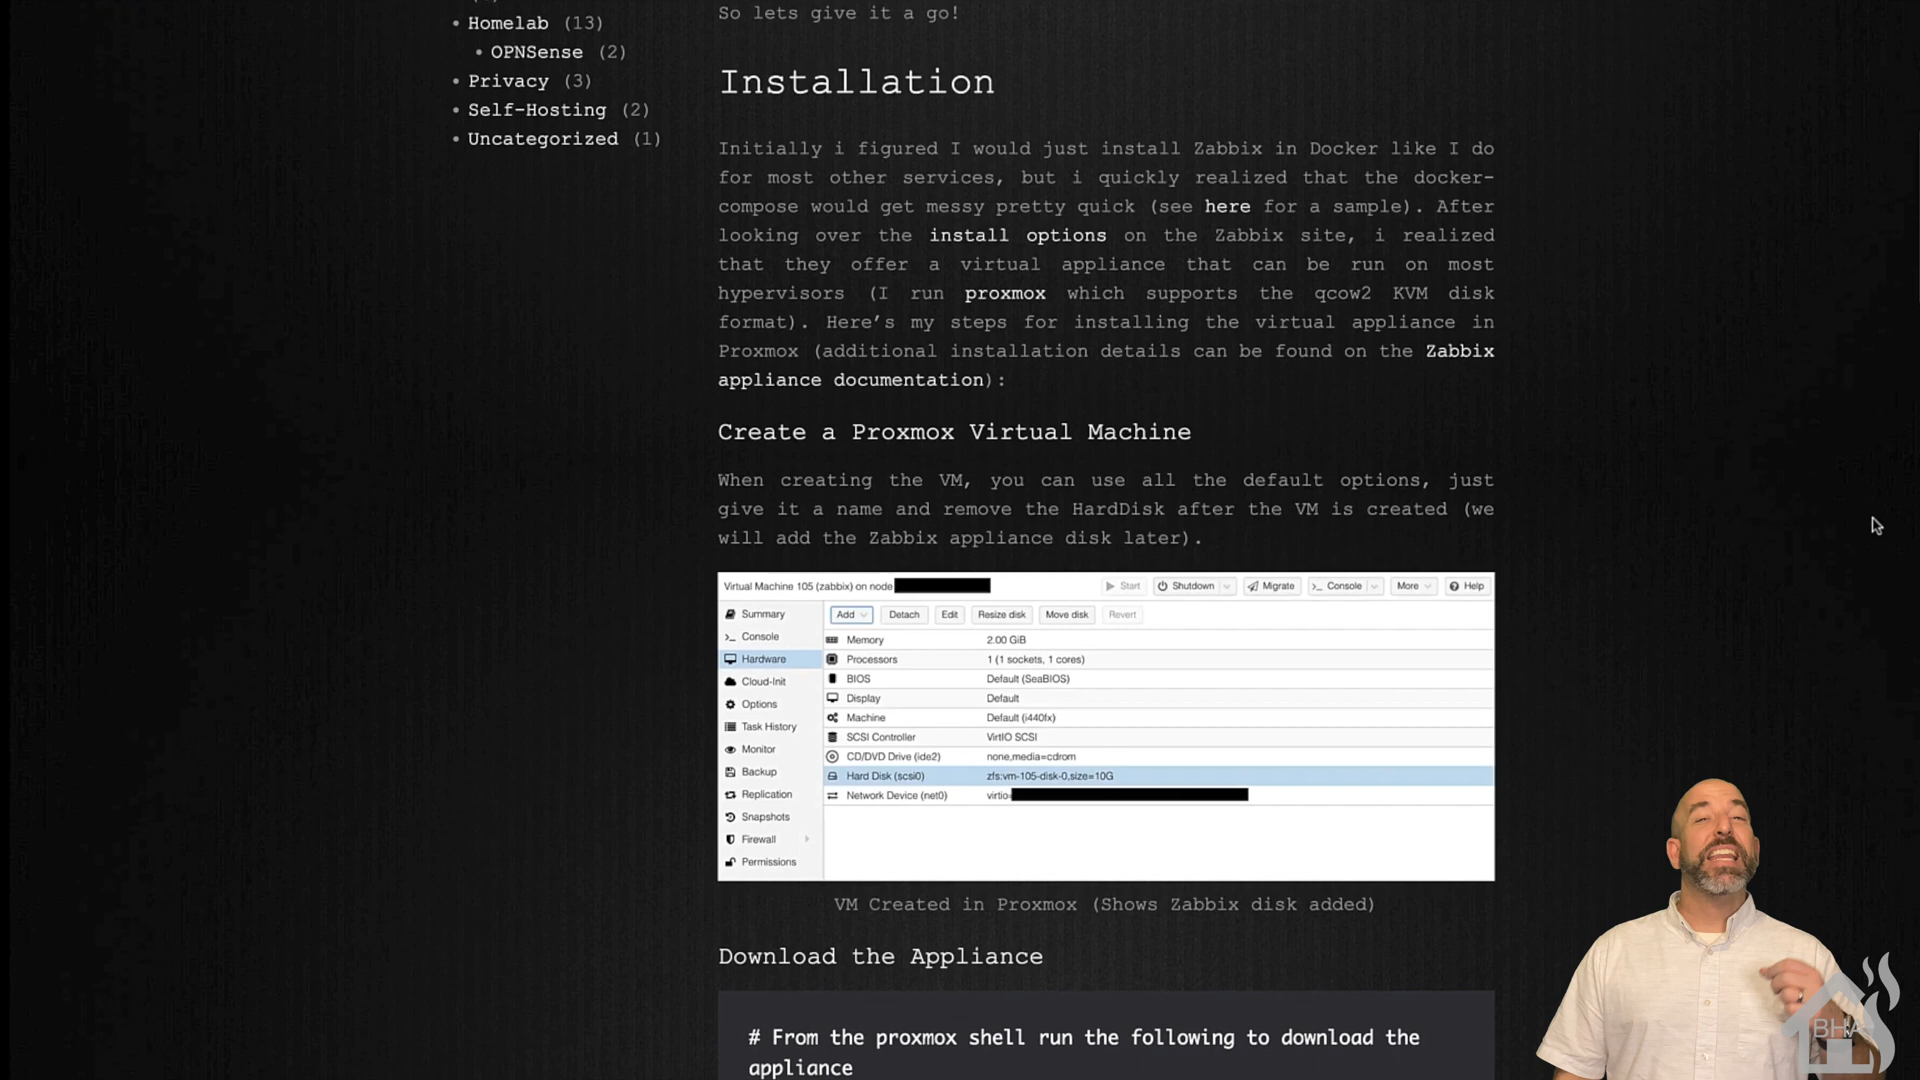 Homelab (13)
OPNSense (2)
Privacy (3)
Self-Hosting (2)
Uncategorized (1)
So lets give it a go!
Installation
Initially i figured I would just install Zabbix in Docker like I do
for most other services, but i quickly realized that the docker-
compose would get messy pretty quick (see here for a sample). After
looking over the install options on the Zabbix site, i realized
that they offer a virtual appliance that can be run on most
hypervisors (I run proxmox which supports the qcow2 KVM disk
format). Here's my steps for installing the virtual appliance in
Proxmox (additional installation details can be found on the Zabbix
appliance documentation):
Create a Proxmox Virtual Machine
When creating the VM, you can use all the default options, just
give it a name and remove the HardDisk after the VM is created (we
will add the Zabbix appliance disk later).
Virtual Machine 105 (zabbix) on node
Start Shutdown Migrate >_ Console More Help
Summary
>_ Console
Hardware
Cloud-Init
Options
Task History
Monitor
Backup
Replication
Snapshots
Firewall
Permissions
Add Detach Edit Resize disk Move disk Revert
Memory 2.00 GiB
Processors 1 (1 sockets, 1 cores)
BIOS Default (SeaBIOS)
Display Default
Machine Default (i440fx)
SCSI Controller VirtIO SCSI
CD/DVD Drive (ide2) none,media=cdrom
Hard Disk (scsi0) zfs:vm-105-disk-0,size=10G
Network Device (net0) virtio
VM Created in Proxmox (Shows Zabbix disk added)
Download the Appliance
# From the proxmox shell run the following to download the
appliance
BHA